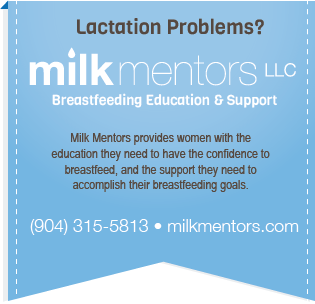 Lactation Problems?
milk mentors LLC
Breastfeeding Education & Support
Milk Mentors provides women with the
education they need to have the confidence to
breastfeed, and the support they need to
accomplish their breastfeeding goals.
(904) 315-5813 • milkmentors.com